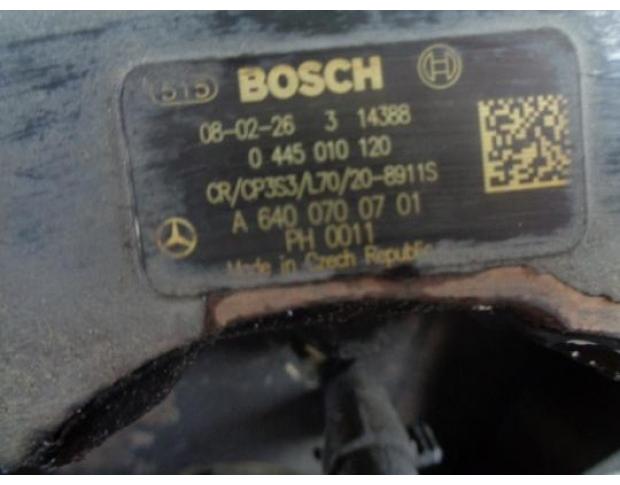 515 BOSCH
08-02-26 3 14388
0 445 010 120
CR/CP3S3/L70/20-8911S
A 640 070 07 01
PH 0011
Made in Czech Republic